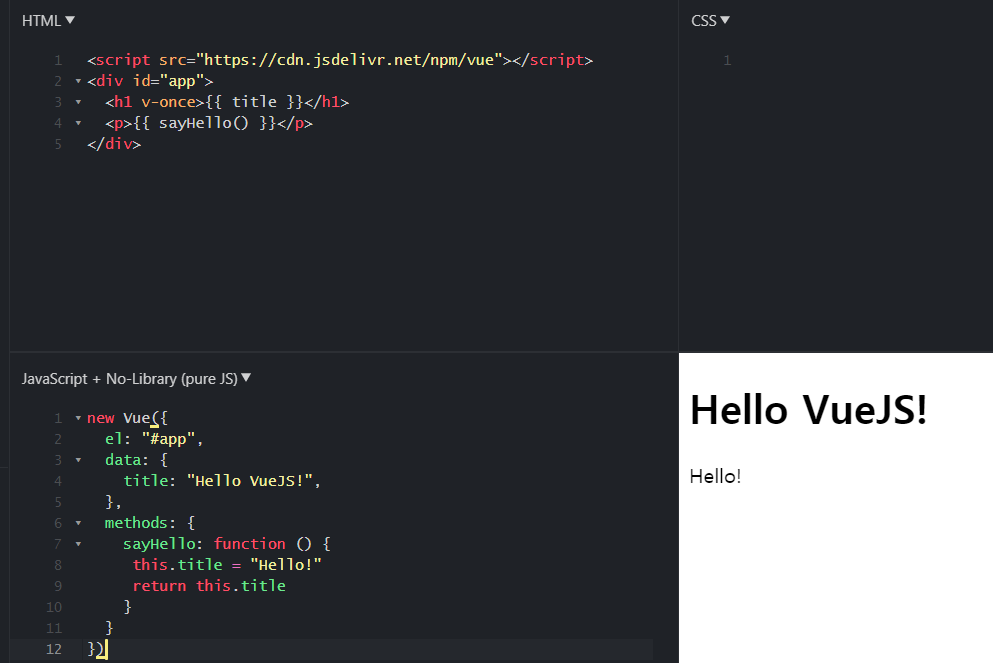 HTML▼
1 <script src="https://cdn.jsdelivr.net/npm/vue"></script>
2 <div id="app">
3   <h1 v-once>{{ title }}</h1>
4   <p>{{ sayHello() }}</p>
5 </div>
CSS▼
1
JavaScript + No-Library (pure JS)▼
1 new Vue({
2   el: "#app",
3   data: {
4     title: "Hello VueJS!",
5   },
6   methods: {
7     sayHello: function () {
8      this.title = "Hello!"
9      return this.title
10     }
11   }
12 })
Hello VueJS!
Hello!